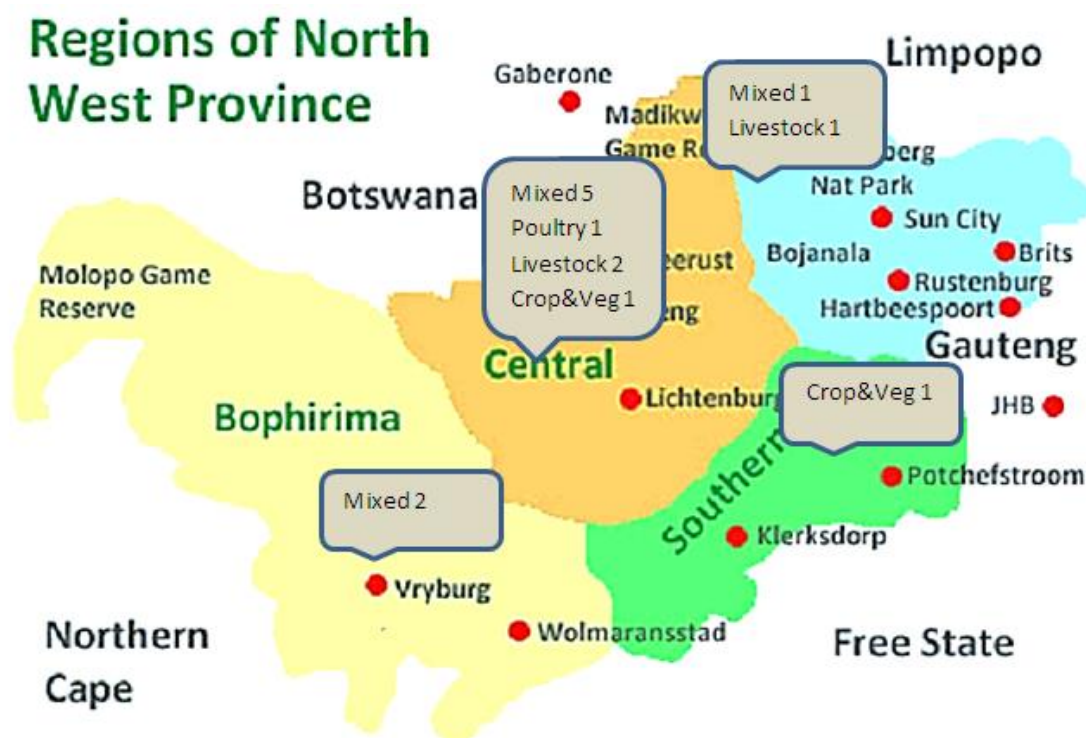 Regions of North
West Province
Limpopo
Gaberone
Mixed 1
Livestock 1
Game
Botswana
Mixed 5
Poultry 1
Livestock 2
Crop&Veg 1
Nat Park
Sun City
Bojanala
Brits
Rustenburg
Hartbeespoort
Molopo Game
Reserve
Gauteng
Central
Lichtenburg
Crop&Veg 1
JHB
Bophirima
Southern
Potchefstroom
Mixed 2
Klerksdorp
Vryburg
Wolmaransstad
Northern
Cape
Free State